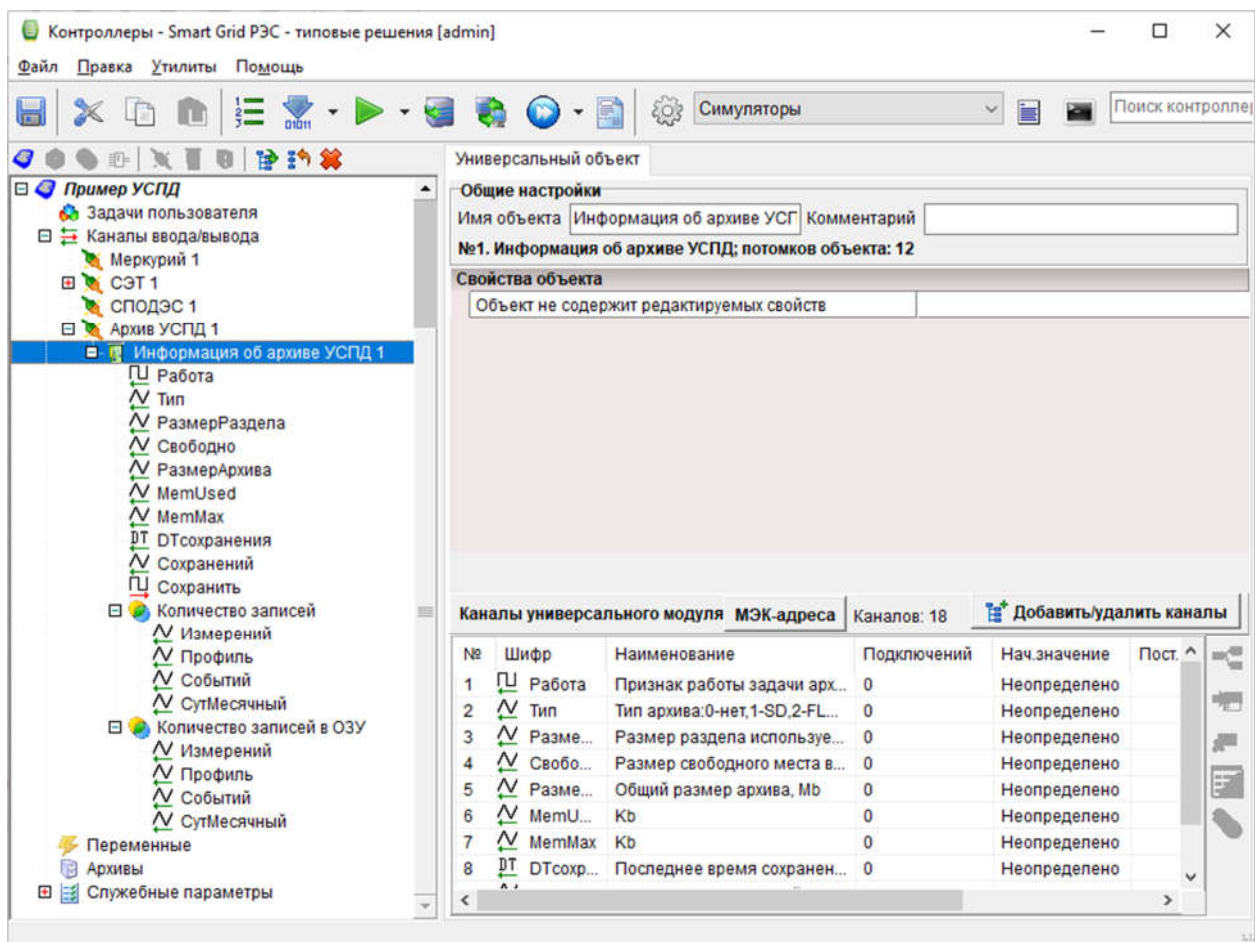 Контроллеры - Smart Grid РЭС - типовые решения [admin]
Файл Правка Утилиты Помощь
Симуляторы
Поиск контроллер
Пример УСПД
Задачи пользователя
Каналы ввода/вывода
Меркурий 1
СЭТ 1
СПОДЭС 1
Архив УСПД 1
Информация об архиве УСПД 1
Работа
Тип
РазмерРаздела
Свободно
РазмерАрхива
MemUsed
MemMax
DTсохранения
Сохранений
Сохранить
Количество записей
Измерений
Профиль
Событий
СутМесячный
Количество записей в ОЗУ
Измерений
Профиль
Событий
СутМесячный
Переменные
Архивы
Служебные параметры
Универсальный объект
Общие настройки
Имя объекта Информация об архиве УСГ Комментарий
№1. Информация об архиве УСПД; потомков объекта: 12
Свойства объекта
Объект не содержит редактируемых свойств
Каналы универсального модуля МЭК-адреса Каналов: 18 Добавить/удалить каналы
№ Шифр Наименование Подключений Нач.значение Пост.
1 Работа Признак работы задачи арх... 0 Неопределено
2 Тип Тип архива:0-нет,1-SD,2-FL... 0 Неопределено
3 Разме... Размер раздела используе... 0 Неопределено
4 Свобо... Размер свободного места в... 0 Неопределено
5 Разме... Общий размер архива, Mb 0 Неопределено
6 MemU... Kb 0 Неопределено
7 MemMax Kb 0 Неопределено
8 DTсохр... Последнее время сохранен... 0 Неопределено